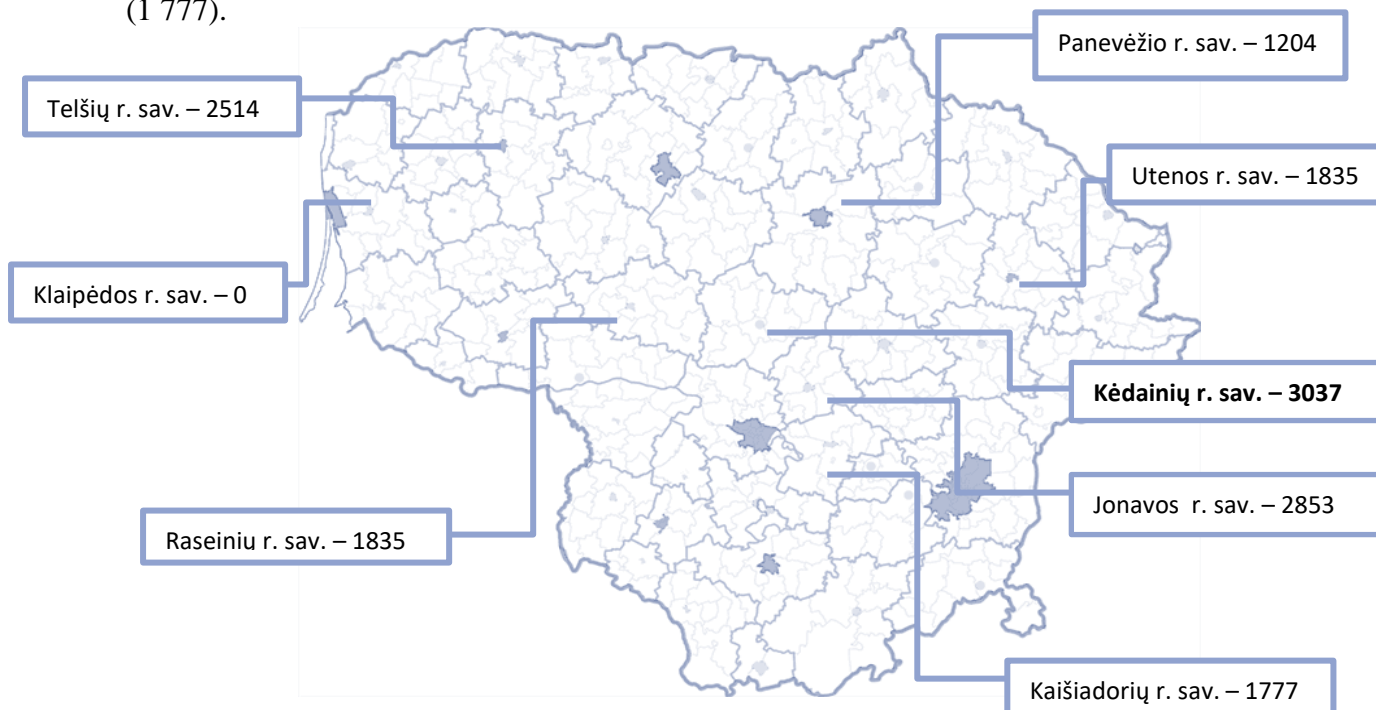 (1 777).
Panevėžio r. sav. – 1204
Telšių r. sav. – 2514
Utenos r. sav. – 1835
Klaipėdos r. sav. – 0
Kėdainių r. sav. – 3037
Jonavos r. sav. – 2853
Raseinių r. sav. – 1835
Kaišiadorių r. sav. – 1777